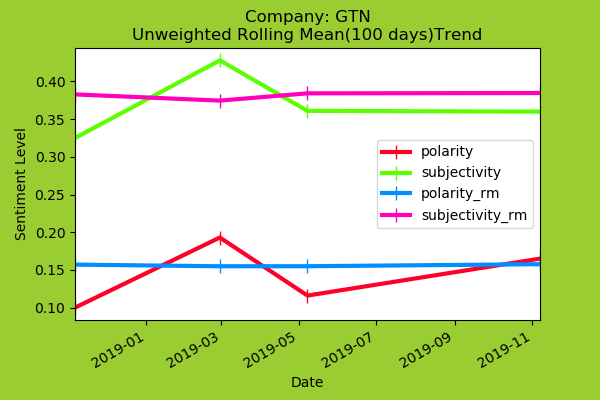 Company: GTN
Unweighted Rolling Mean(100 days)Trend
Sentiment Level
0.40
0.35
0.30
0.25
0.20
0.15
0.10
polarity
subjectivity
polarity_rm
subjectivity_rm
2019-01
2019-03
2019-05
2019-07
2019-09
2019-11
Date